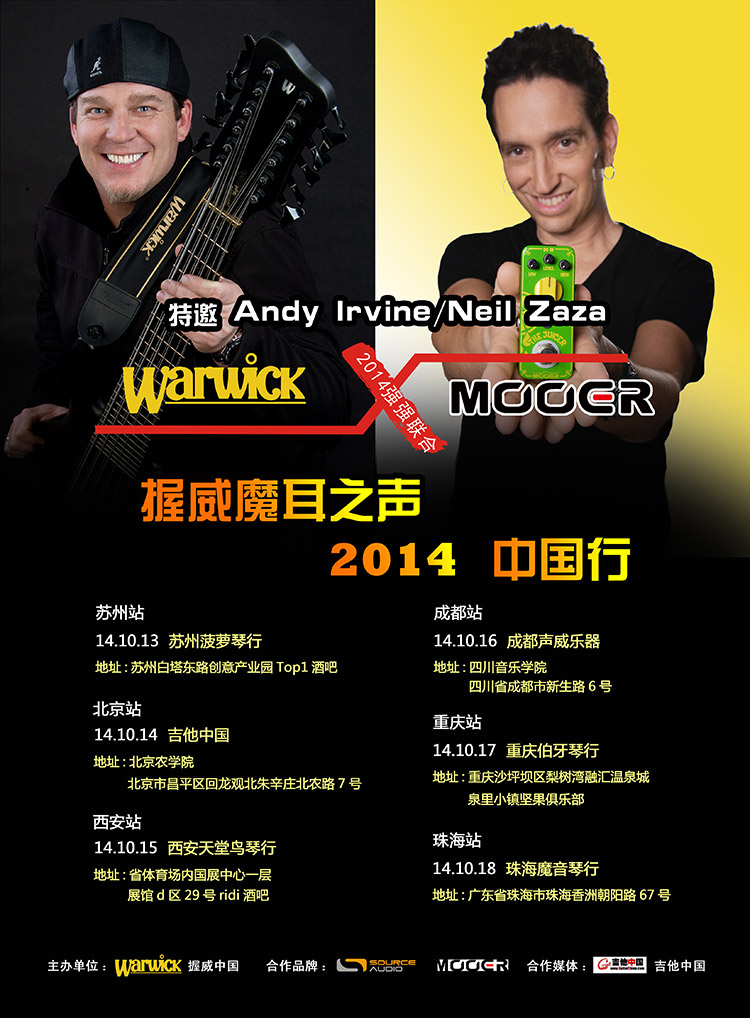 KANGOL
W
Warwick
LOW
LEVEL
HIGH
THE JUICER
MOOER
特邀 Andy Irvine/Neil Zaza
Warwick
2014强强联合
MOOER
握威魔耳之声
2014 中国行
苏州站
14.10.13 苏州菠萝琴行
地址:苏州白塔东路创意产业园 Top1 酒吧
北京站
14.10.14 吉他中国
地址:北京农学院
北京市昌平区回龙观北朱辛庄北农路 7 号
西安站
14.10.15 西安天堂鸟琴行
地址:省体育场内国展中心一层
展馆 d 区 29 号 ridi 酒吧
成都站
14.10.16 成都声威乐器
地址:四川音乐学院
四川省成都市新生路 6 号
重庆站
14.10.17 重庆伯牙琴行
地址:重庆沙坪坝区梨树湾融汇温泉城
泉里小镇坚果俱乐部
珠海站
14.10.18 珠海魔音琴行
地址:广东省珠海市珠海香洲朝阳路 67 号
主办单位: Warwick 握威中国 合作品牌: SOURCE AUDIO MOOER 合作媒体: 吉他中国 吉他中国